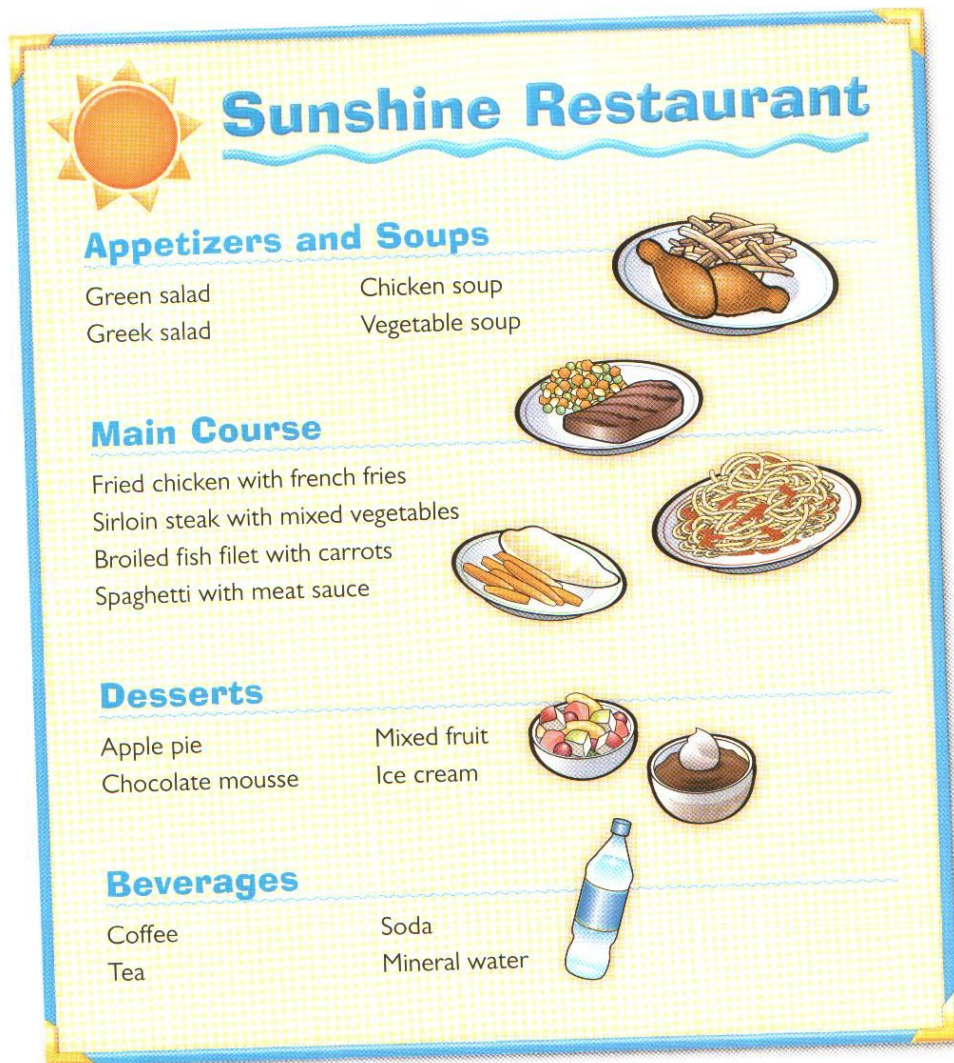 Sunshine Restaurant
Appetizers and Soups
Green salad
Greek salad
Chicken soup
Vegetable soup
Main Course
Fried chicken with french fries
Sirloin steak with mixed vegetables
Broiled fish filet with carrots
Spaghetti with meat sauce
Desserts
Apple pie
Chocolate mousse
Mixed fruit
Ice cream
Beverages
Coffee
Tea
Soda
Mineral water